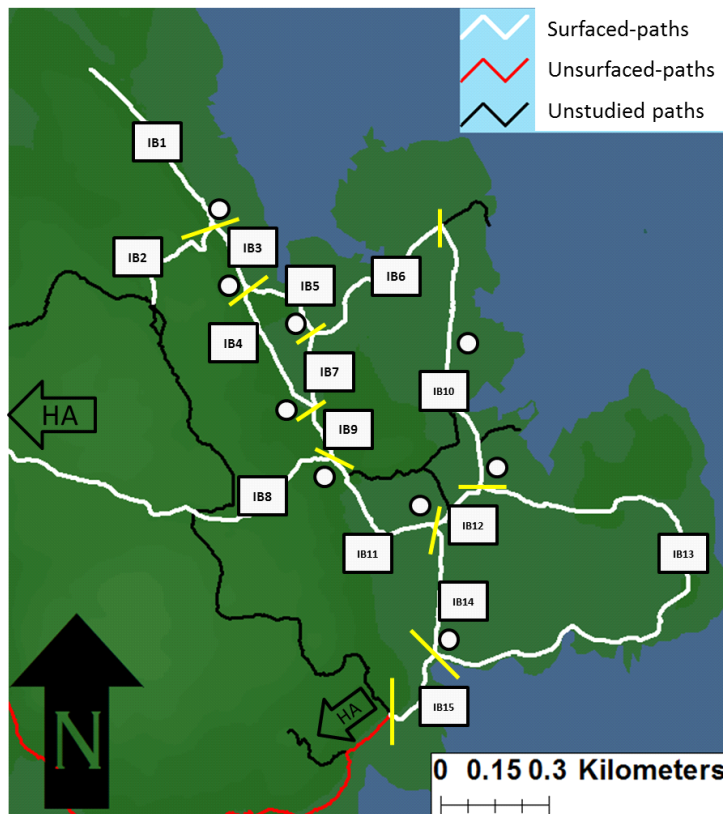 Surfaced-paths
Unsurfaced-paths
Unstudied paths
IB1
IB2
IB3
IB5
IB6
IB4
IB7
IB10
HA
IB9
IB8
IB12
IB11
IB13
IB14
HA
IB15
N
0 0.15 0.3 Kilometers